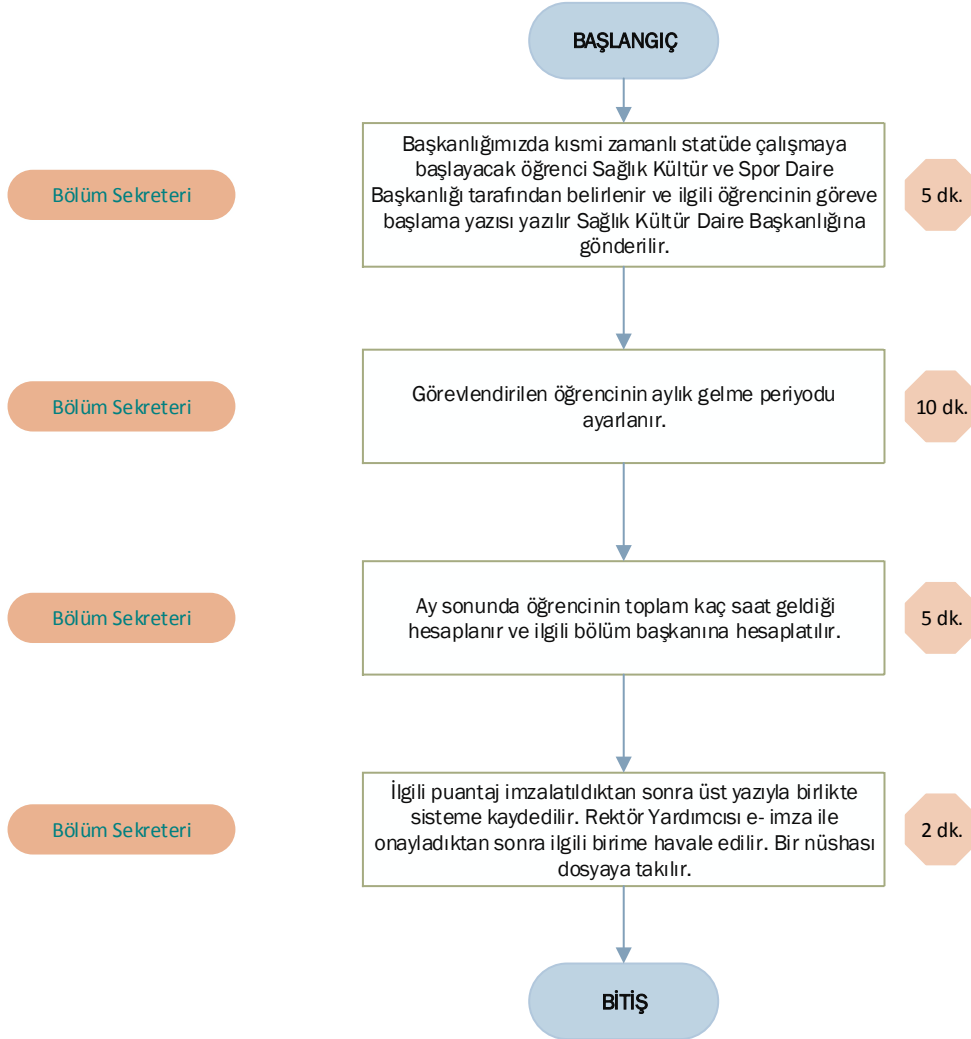 BAŞLANGIÇ
Bölüm Sekreteri
Başkanlığımızda kısmi zamanlı statüde çalışmaya
başlayacak öğrenci Sağlık Kültür ve Spor Daire
Başkanlığı tarafından belirlenir ve ilgili öğrencinin göreve
başlama yazısı yazılır Sağlık Kültür Daire Başkanlığına
gönderilir.
5 dk.
Bölüm Sekreteri
Görevlendirilen öğrencinin aylık gelme periyodu
ayarlanır.
10 dk.
Bölüm Sekreteri
Ay sonunda öğrencinin toplam kaç saat geldiği
hesaplanır ve ilgili bölüm başkanına hesaplatılır.
5 dk.
Bölüm Sekreteri
İlgili puantaj imzalatıldıktan sonra üst yazıyla birlikte
sisteme kaydedilir. Rektör Yardımcısı e- imza ile
onayladıktan sonra ilgili birime havale edilir. Bir nüshası
dosyaya takılır.
2 dk.
BİTİŞ